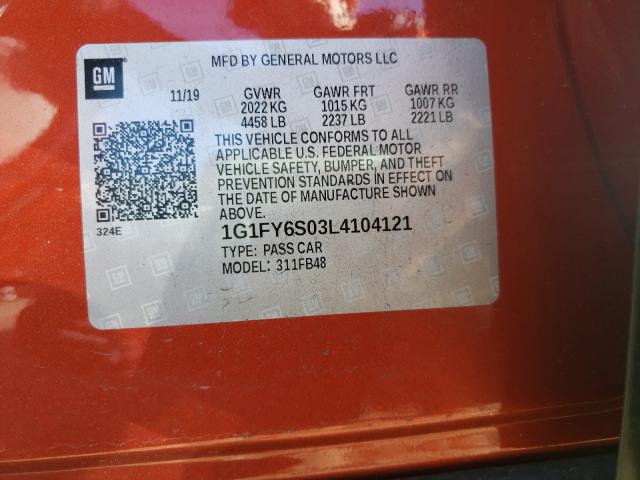 MFD BY GENERAL MOTORS LLC
GM
11/19 GVWR GAWR FRT GAWR RR
2022 KG 1015 KG 1007 KG
4458 LB 2237 LB 2221 LB
THIS VEHICLE CONFORMS TO ALL
APPLICABLE U.S. FEDERAL MOTOR
VEHICLE SAFETY, BUMPER, AND THEFT
PREVENTION STANDARDS IN EFFECT ON
THE DATE OF MANUFACTURE SHOWN
ABOVE.
324E
1G1FY6S03L4104121
TYPE: PASS CAR
MODEL: 311FB48